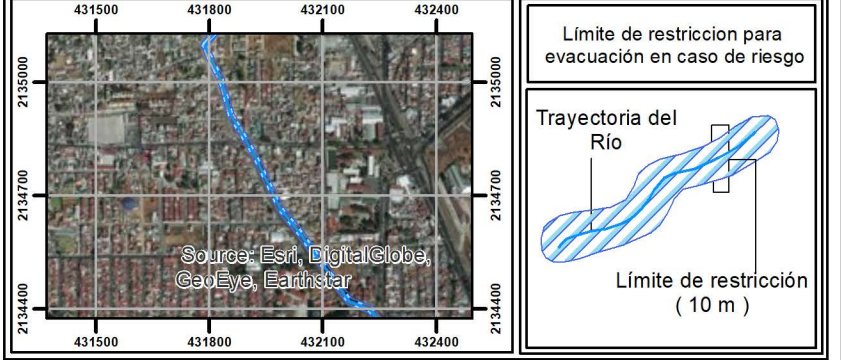 431500 431800 432100 432400
2135000 2135000
2134700 2134700
2134400 2134400
Source: Esri, DigitalGlobe,
GeoEye, Earthstar
431500 431800 432100 432400
Límite de restriccion para
evacuación en caso de riesgo
Trayectoria del
Río
Límite de restricción
( 10 m )